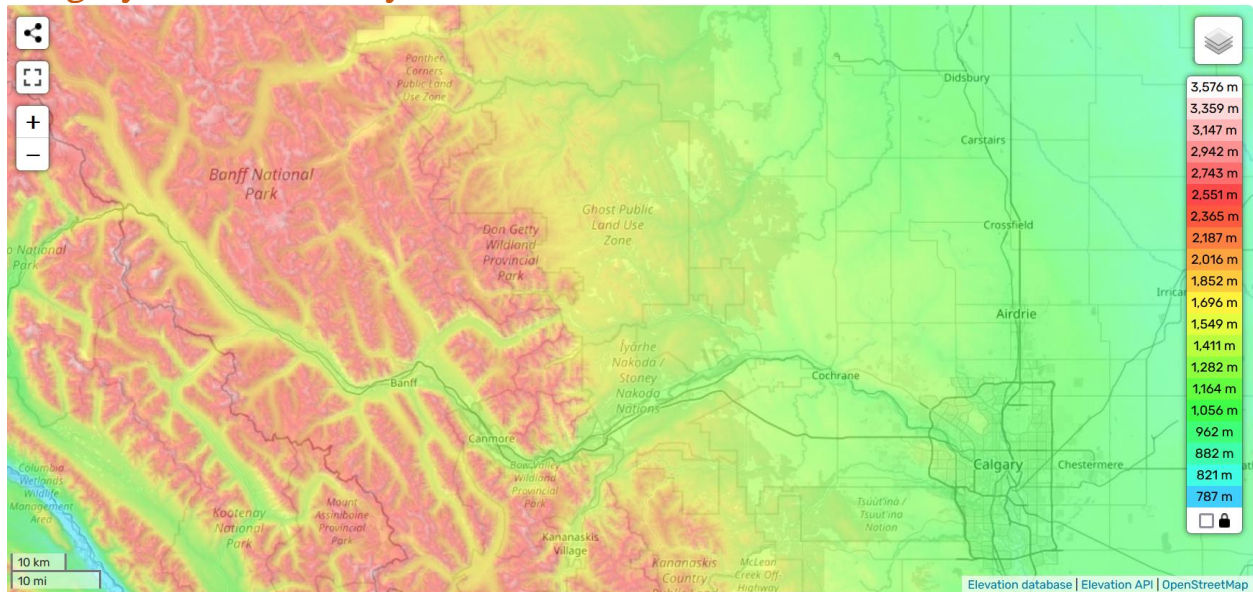 +
−
Panther
Corners
Public Land
Use Zone
Banff National
Park
Don Getty
Wildland
Provincial
Park
Ghost Public
Land Use
Zone
Didsbury
Carstairs
Crossfield
Airdrie
Cochrane
Calgary
Chestermere
Tsuut'ina /
Tsuut'ina
Nation
Îyârhe
Nakoda /
Stoney
Nakoda
Nations
Banff
Canmore
Bow Valley
Wildland
Provincial
Park
Kananaskis
Village
Kananaskis
Country
McLean
Creek Off-
Highway
Mount
Assiniboine
Provincial
Park
Kootenay
National
Park
Columbia
Wetlands
Wildlife
Management
Area
o National
Park
Irrican
3,576 m
3,359 m
3,147 m
2,942 m
2,743 m
2,551 m
2,365 m
2,187 m
2,016 m
1,852 m
1,696 m
1,549 m
1,411 m
1,282 m
1,164 m
1,056 m
962 m
882 m
821 m
787 m
10 km
10 mi
Elevation database | Elevation API | OpenStreetMap